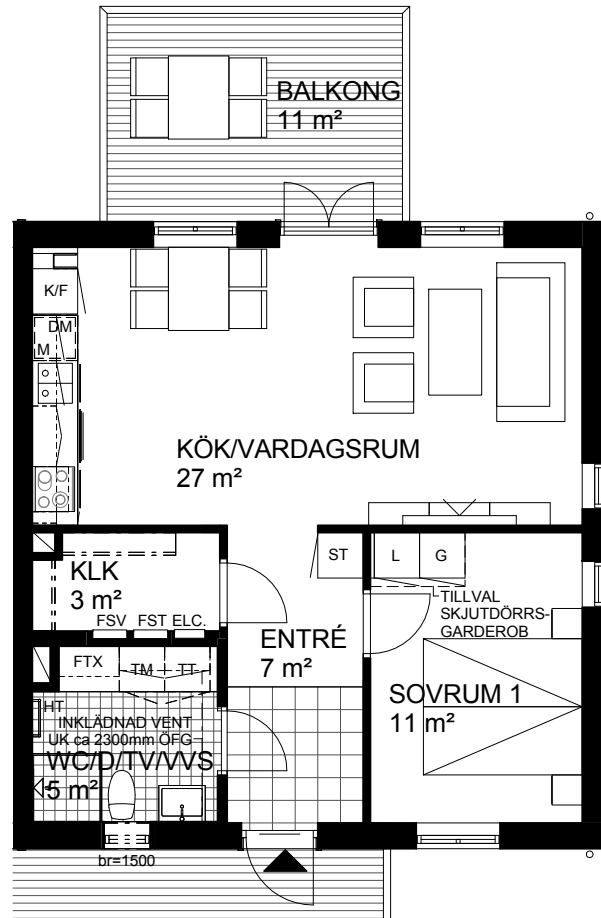 BALKONG
11 m²
K/F
DM
M
KÖK/VARDAGSRUM
27 m²
ST
L
G
KLK
3 m²
TILLVAL
SKJUTDÖRRS-
GARDEROB
FSV
FST
ELC.
ENTRÉ
7 m²
FTX
TM
TT
SOVRUM 1
11 m²
HT
INKLÄDNAD VENT
UK ca 2300mm ÖFG
WC/D/TV/VVS
5 m²
br=1500